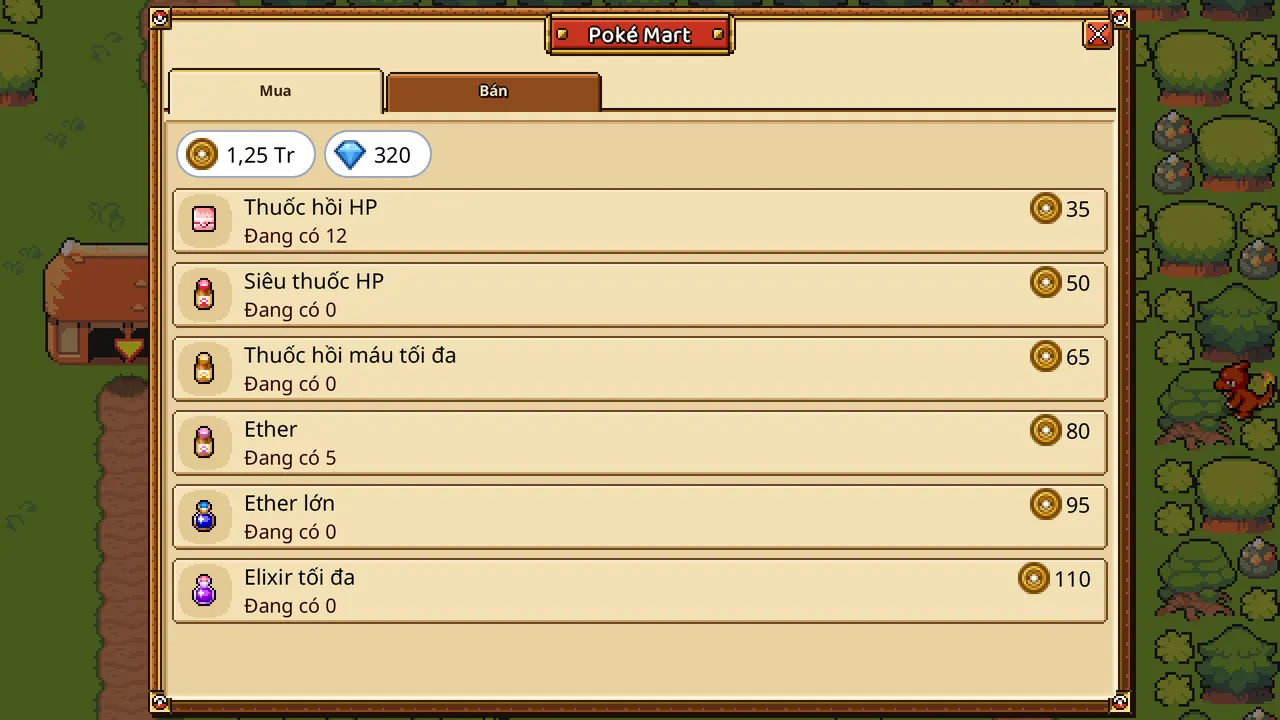 Poké Mart
Mua
Bán
1,25 Tr
320
Thuốc hồi HP
35
Đang có 12
Siêu thuốc HP
50
Đang có 0
Thuốc hồi máu tối đa
65
Đang có 0
Ether
80
Đang có 5
Ether lớn
95
Đang có 0
Elixir tối đa
110
Đang có 0